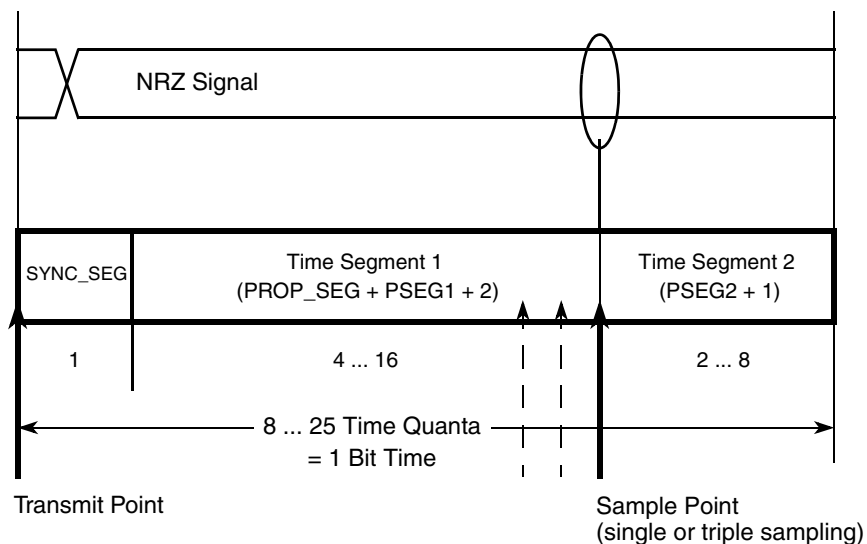 NRZ Signal
SYNC_SEG
Time Segment 1
(PROP_SEG + PSEG1 + 2)
Time Segment 2
(PSEG2 + 1)
1
4 ... 16
2 ... 8
8 ... 25 Time Quanta
= 1 Bit Time
Transmit Point
Sample Point
(single or triple sampling)